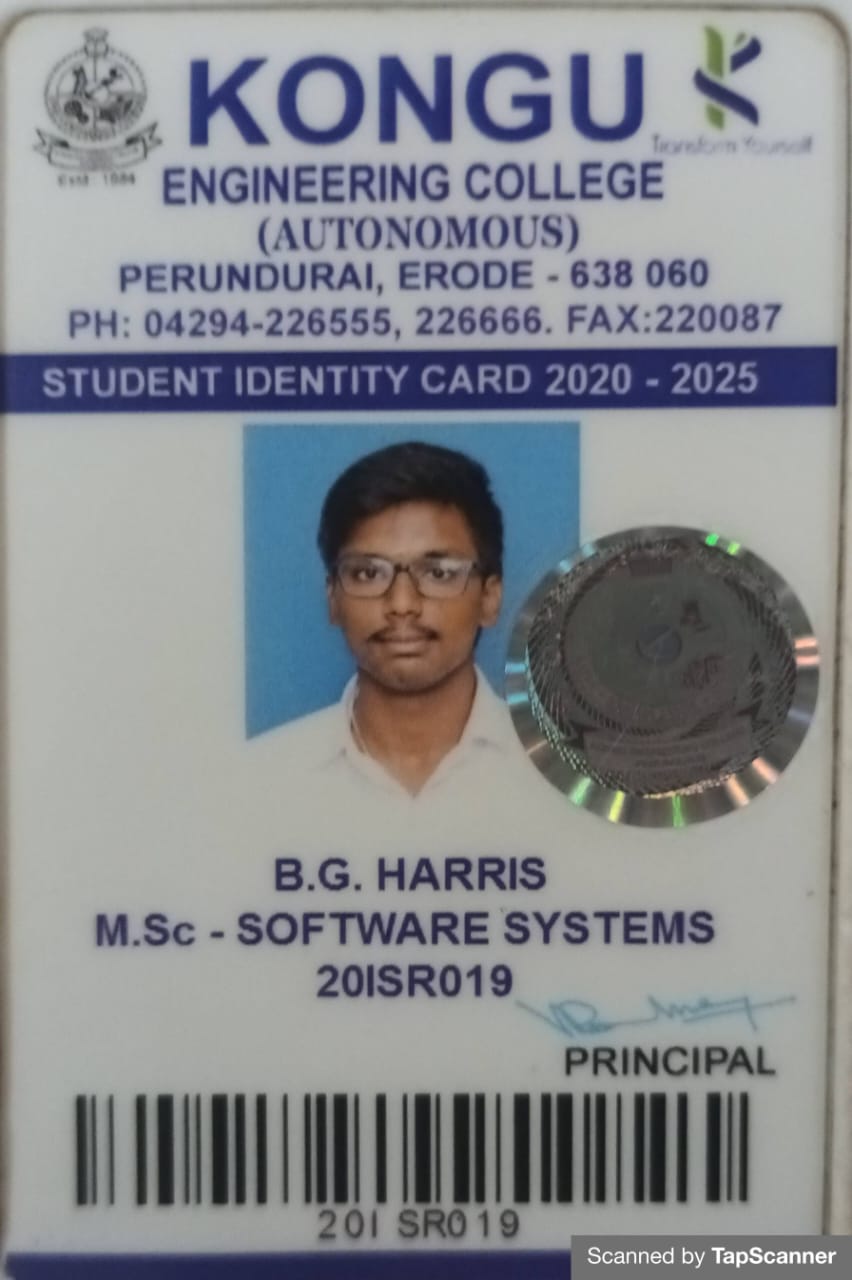 KONGU
Transform Yourself
Estd : 1984
ENGINEERING COLLEGE
(AUTONOMOUS)
PERUNDURAI, ERODE - 638 060
PH: 04294-226555, 226666. FAX:220087
STUDENT IDENTITY CARD 2020 - 2025
B.G. HARRIS
M.Sc - SOFTWARE SYSTEMS
20ISR019
PRINCIPAL
20I SR019
Scanned by TapScanner